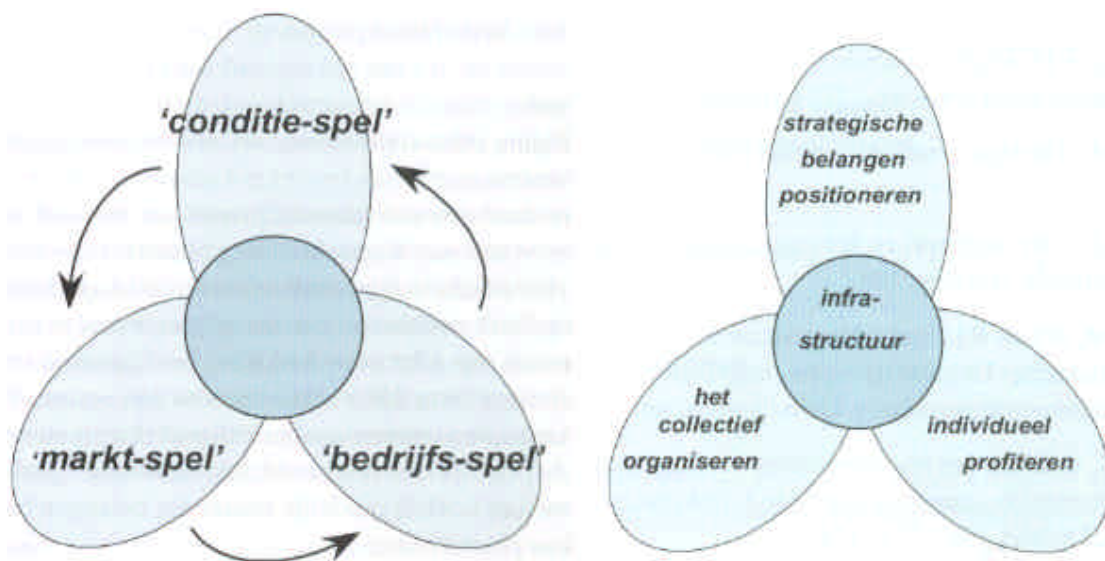 'conditie-spel'
'markt-spel'
'bedrijfs-spel'
strategische
belangen
positioneren
infra-
structuur
het
collectief
organiseren
individueel
profiteren